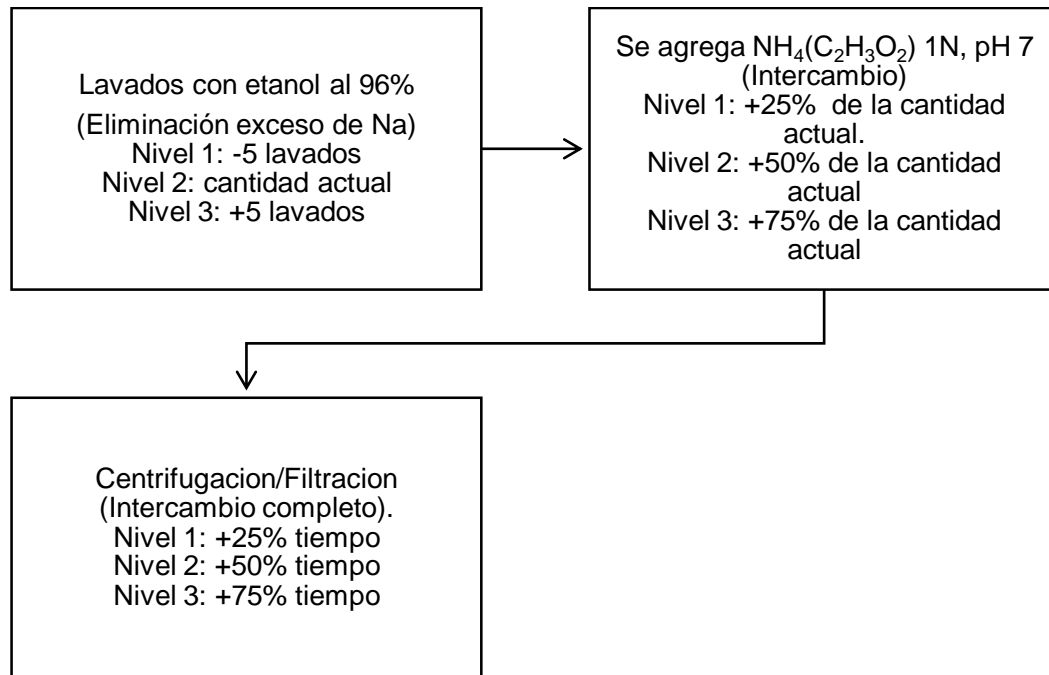 Lavados con etanol al 96%
(Eliminación exceso de Na)
Nivel 1: -5 lavados
Nivel 2: cantidad actual
Nivel 3: +5 lavados
Se agrega NH₄(C₂H₃O₂) 1N, pH 7
(Intercambio)
Nivel 1: +25% de la cantidad
actual.
Nivel 2: +50% de la cantidad
actual
Nivel 3: +75% de la cantidad
actual
Centrifugacion/Filtracion
(Intercambio completo).
Nivel 1: +25% tiempo
Nivel 2: +50% tiempo
Nivel 3: +75% tiempo